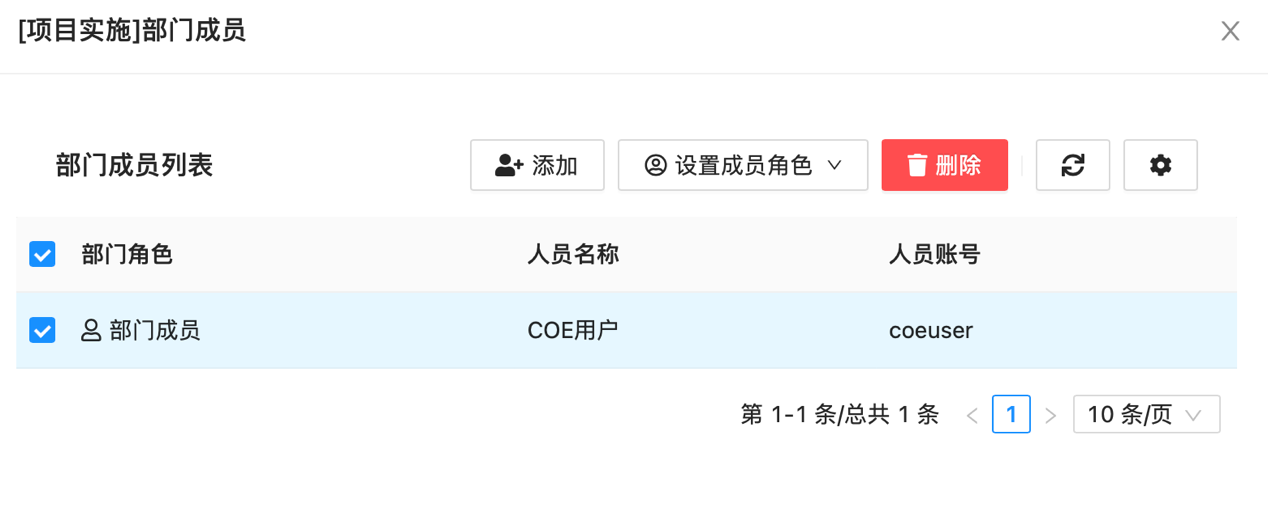 [项目实施]部门成员
部门成员列表 添加 设置成员角色 删除
部门角色 人员名称 人员账号
部门成员 COE用户 coeuser
第 1-1 条/总共 1 条 1 10 条/页